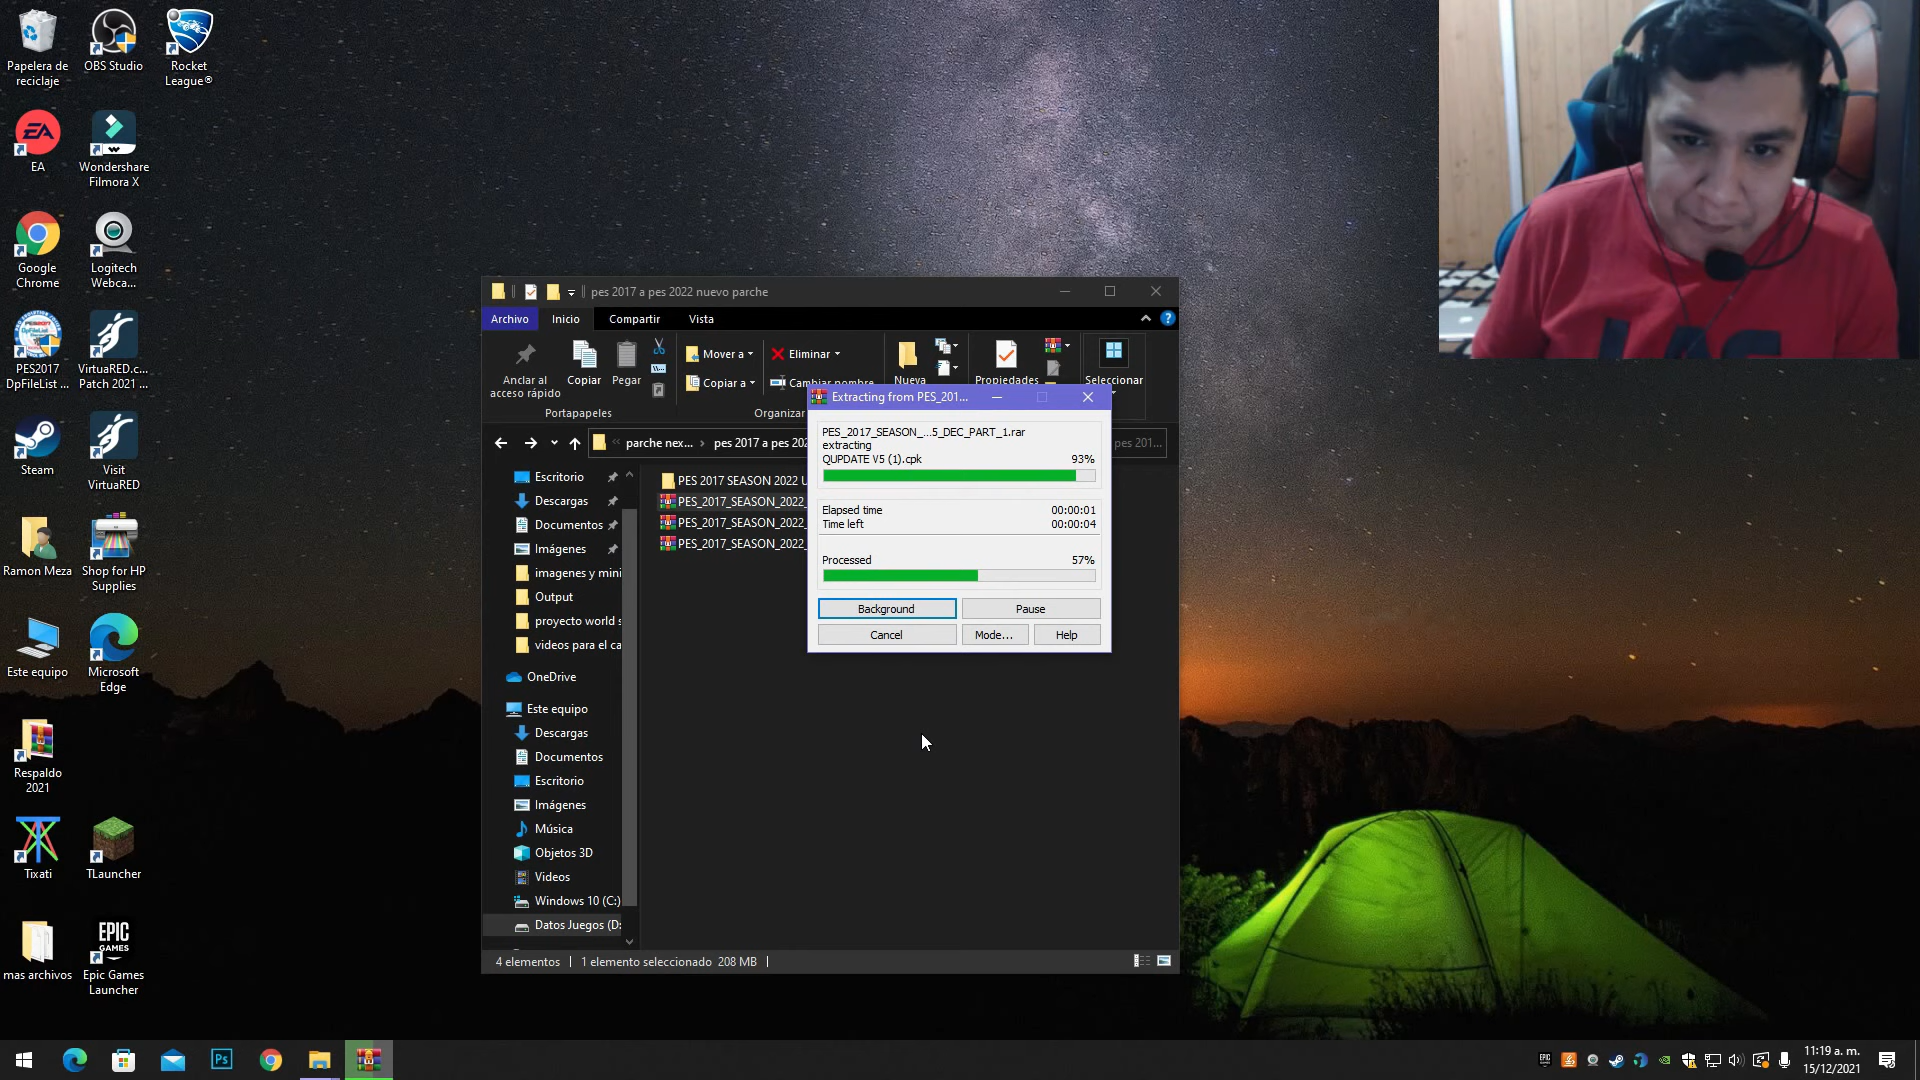 Papelera de
reciclaje
OBS Studio
Rocket
League®
EA
EA
Wondershare
Filmora X
Google
Chrome
Logitech
Webca...
PES2017
DpFileList ...
VirtuaRED.c...
Patch 2021 ...
Steam
Visit
VirtuaRED
Ramon Meza
Shop for HP
Supplies
Este equipo
Microsoft
Edge
Respaldo
2021
Tixati
TLauncher
EPIC
GAMES
mas archivos
Epic Games
Launcher
pes 2017 a pes 2022 nuevo parche
Archivo
Inicio
Compartir
Vista
Anclar al
acceso rápido
Copiar
Pegar
Mover a
Copiar a
Eliminar
Cambiar nombre
Nueva
Propiedades
Seleccionar
Portapapeles
Organizar
parche nex... › pes 2017 a pes 202
pes 201...
Escritorio
Descargas
Documentos
Imágenes
imagenes y mini
Output
proyecto world s
videos para el ca
OneDrive
Este equipo
Descargas
Documentos
Escritorio
Imágenes
Música
Objetos 3D
Videos
Windows 10 (C:)
Datos Juegos (D:
PES 2017 SEASON 2022 U
PES_2017_SEASON_2022_
PES_2017_SEASON_2022_
PES_2017_SEASON_2022_
4 elementos
1 elemento seleccionado 208 MB
Extracting from PES_201...
PES_2017_SEASON_...5_DEC_PART_1.rar
extracting
QUPDATE V5 (1).cpk 93%
Elapsed time 00:00:01
Time left 00:00:04
Processed 57%
Background
Pause
Cancel
Mode...
Help
Ps
11:19 a. m.
15/12/2021